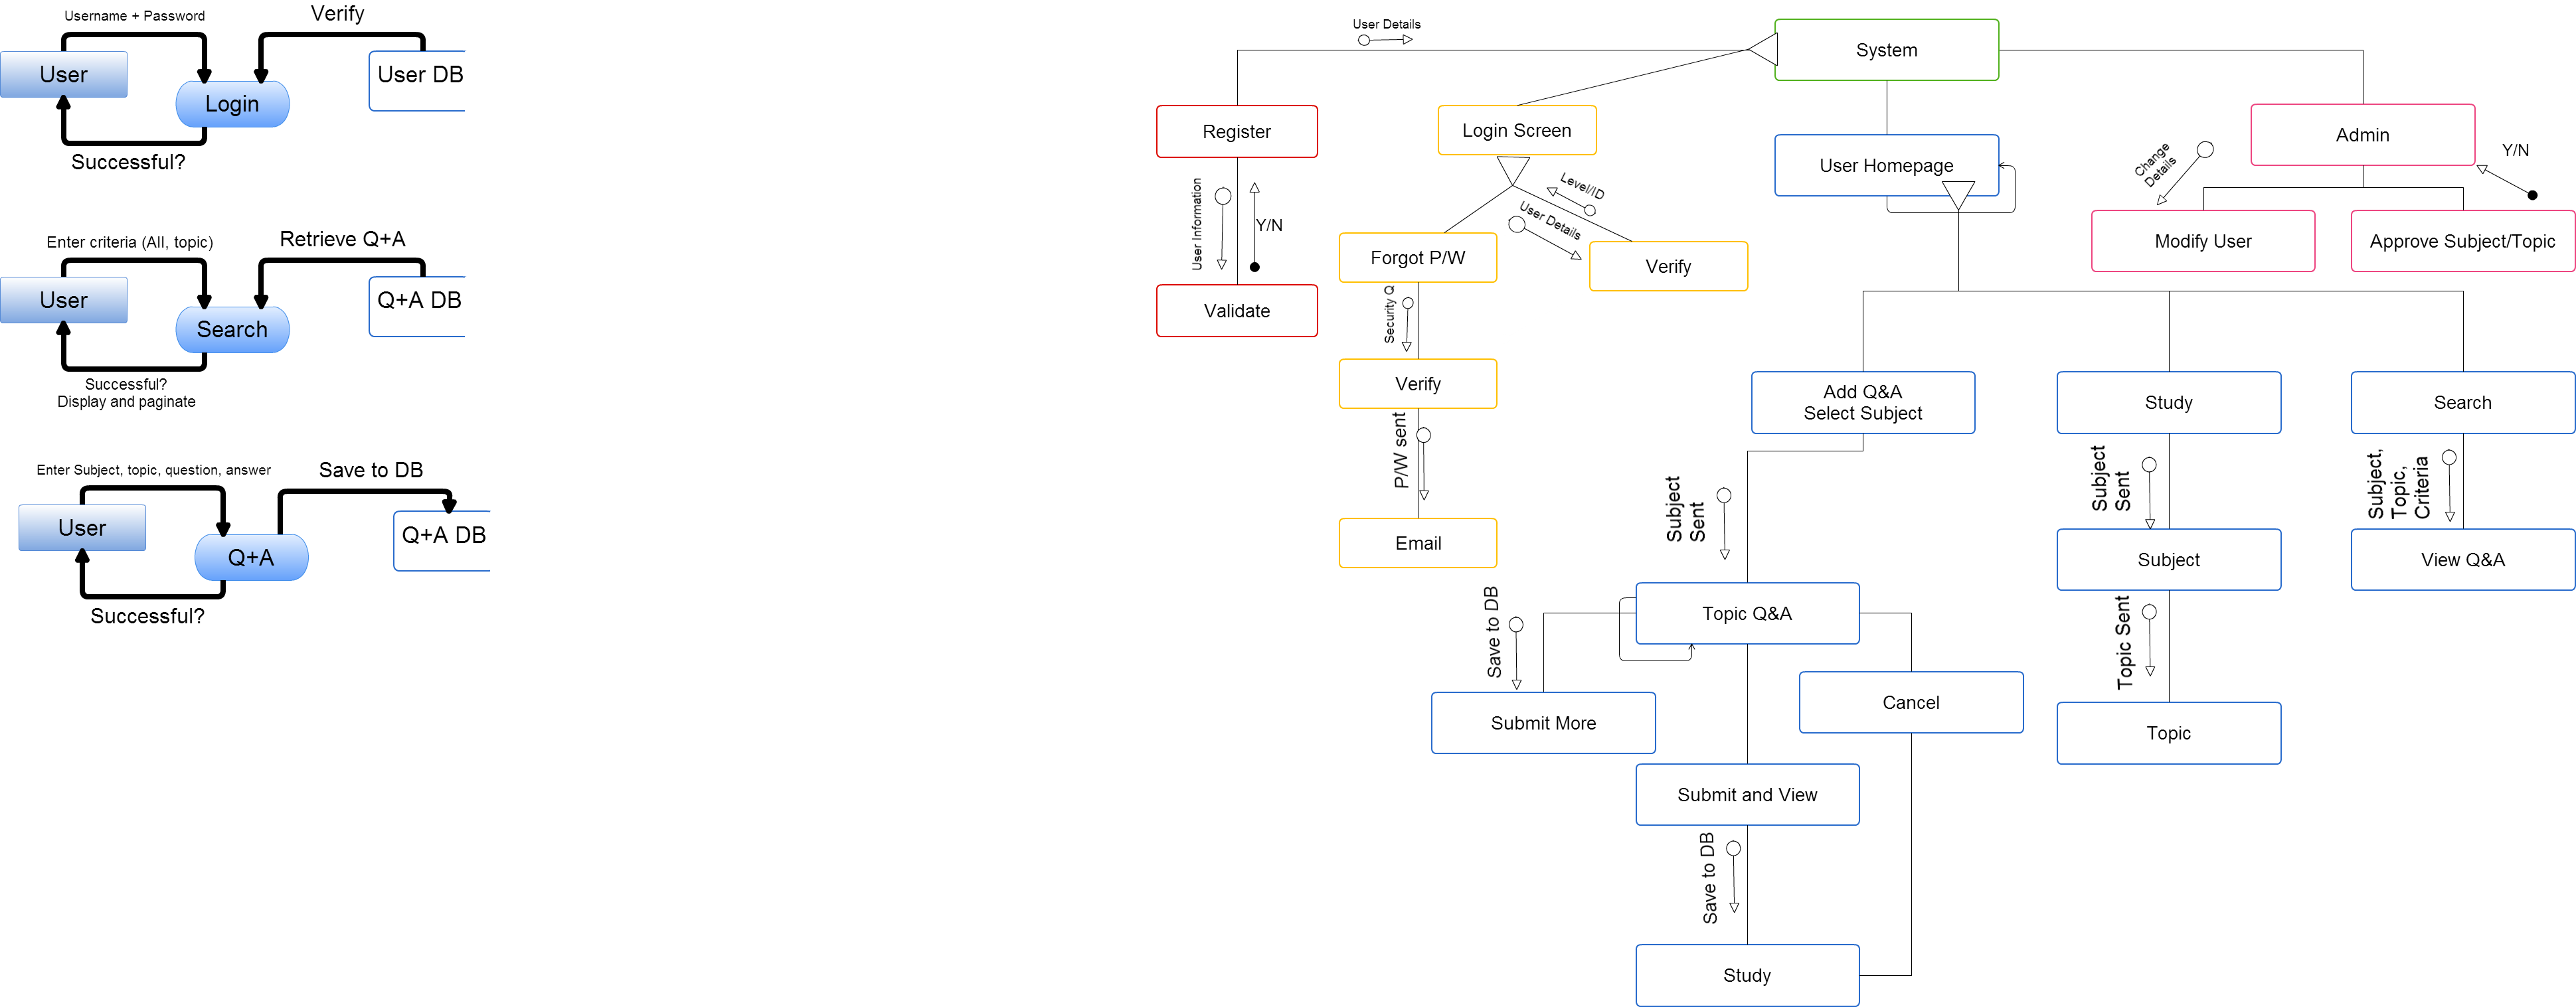 Username + Password
Verify
User
User DB
Login
Successful?
Enter criteria (All, topic)
Retrieve Q+A
User
Q+A DB
Search
Successful?
Display and paginate
Enter Subject, topic, question, answer
Save to DB
User
Q+A DB
Q+A
Successful?
User Details
System
Register
Login Screen
User Homepage
Admin
Change
Details
Y/N
User Information
Y/N
Level/ID
User Details
Modify User
Approve Subject/Topic
Forgot P/W
Verify
Validate
Security Q
Verify
Add Q&A
Select Subject
Study
Search
P/W sent
Subject
Sent
Subject
Sent
Subject,
Topic,
Criteria
Email
Subject
View Q&A
Topic Q&A
Save to DB
Topic Sent
Submit More
Cancel
Topic
Submit and View
Save to DB
Study